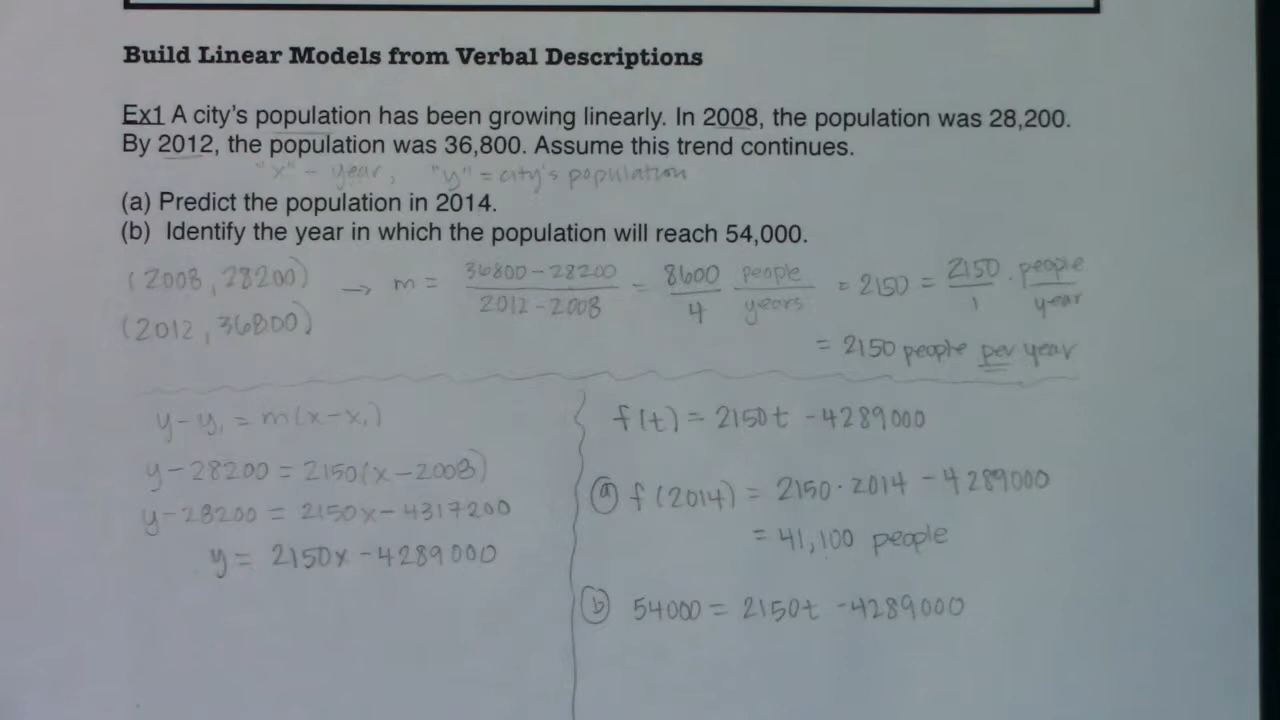 Build Linear Models from Verbal Descriptions
Ex1 A city's population has been growing linearly. In 2008, the population was 28,200.
By 2012, the population was 36,800. Assume this trend continues.
"x" - year, "y" = city's population
(a) Predict the population in 2014.
(b) Identify the year in which the population will reach 54,000.
(2008, 28200)
(2012, 36800)
→ m = (36800-28200)/(2012-2008) = 8600/4 people/years = 2150 = 2150/1 · people/year
= 2150 people per year
y-y₁ = m(x-x₁)
y-28200 = 2150(x-2008)
y-28200 = 2150x-4317200
y = 2150x-4289000
f(t) = 2150t -4289000
(a) f(2014) = 2150·2014 -4289000
= 41,100 people
(b) 54000 = 2150t -4289000